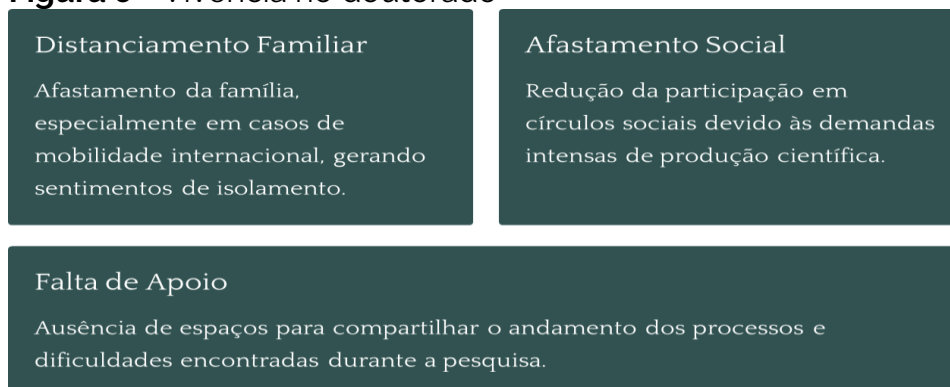 Distanciamento Familiar
Afastamento da família,
especialmente em casos de
mobilidade internacional, gerando
sentimentos de isolamento.
Afastamento Social
Redução da participação em
círculos sociais devido às demandas
intensas de produção científica.
Falta de Apoio
Ausência de espaços para compartilhar o andamento dos processos e
dificuldades encontradas durante a pesquisa.